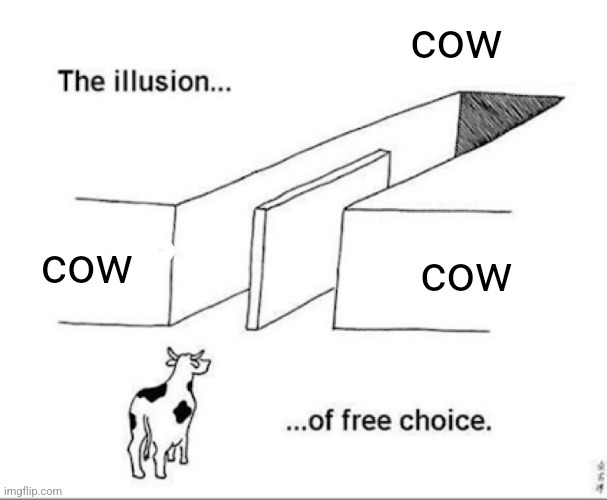 cow
The illusion...
cow
cow
...of free choice.
imgflip.com